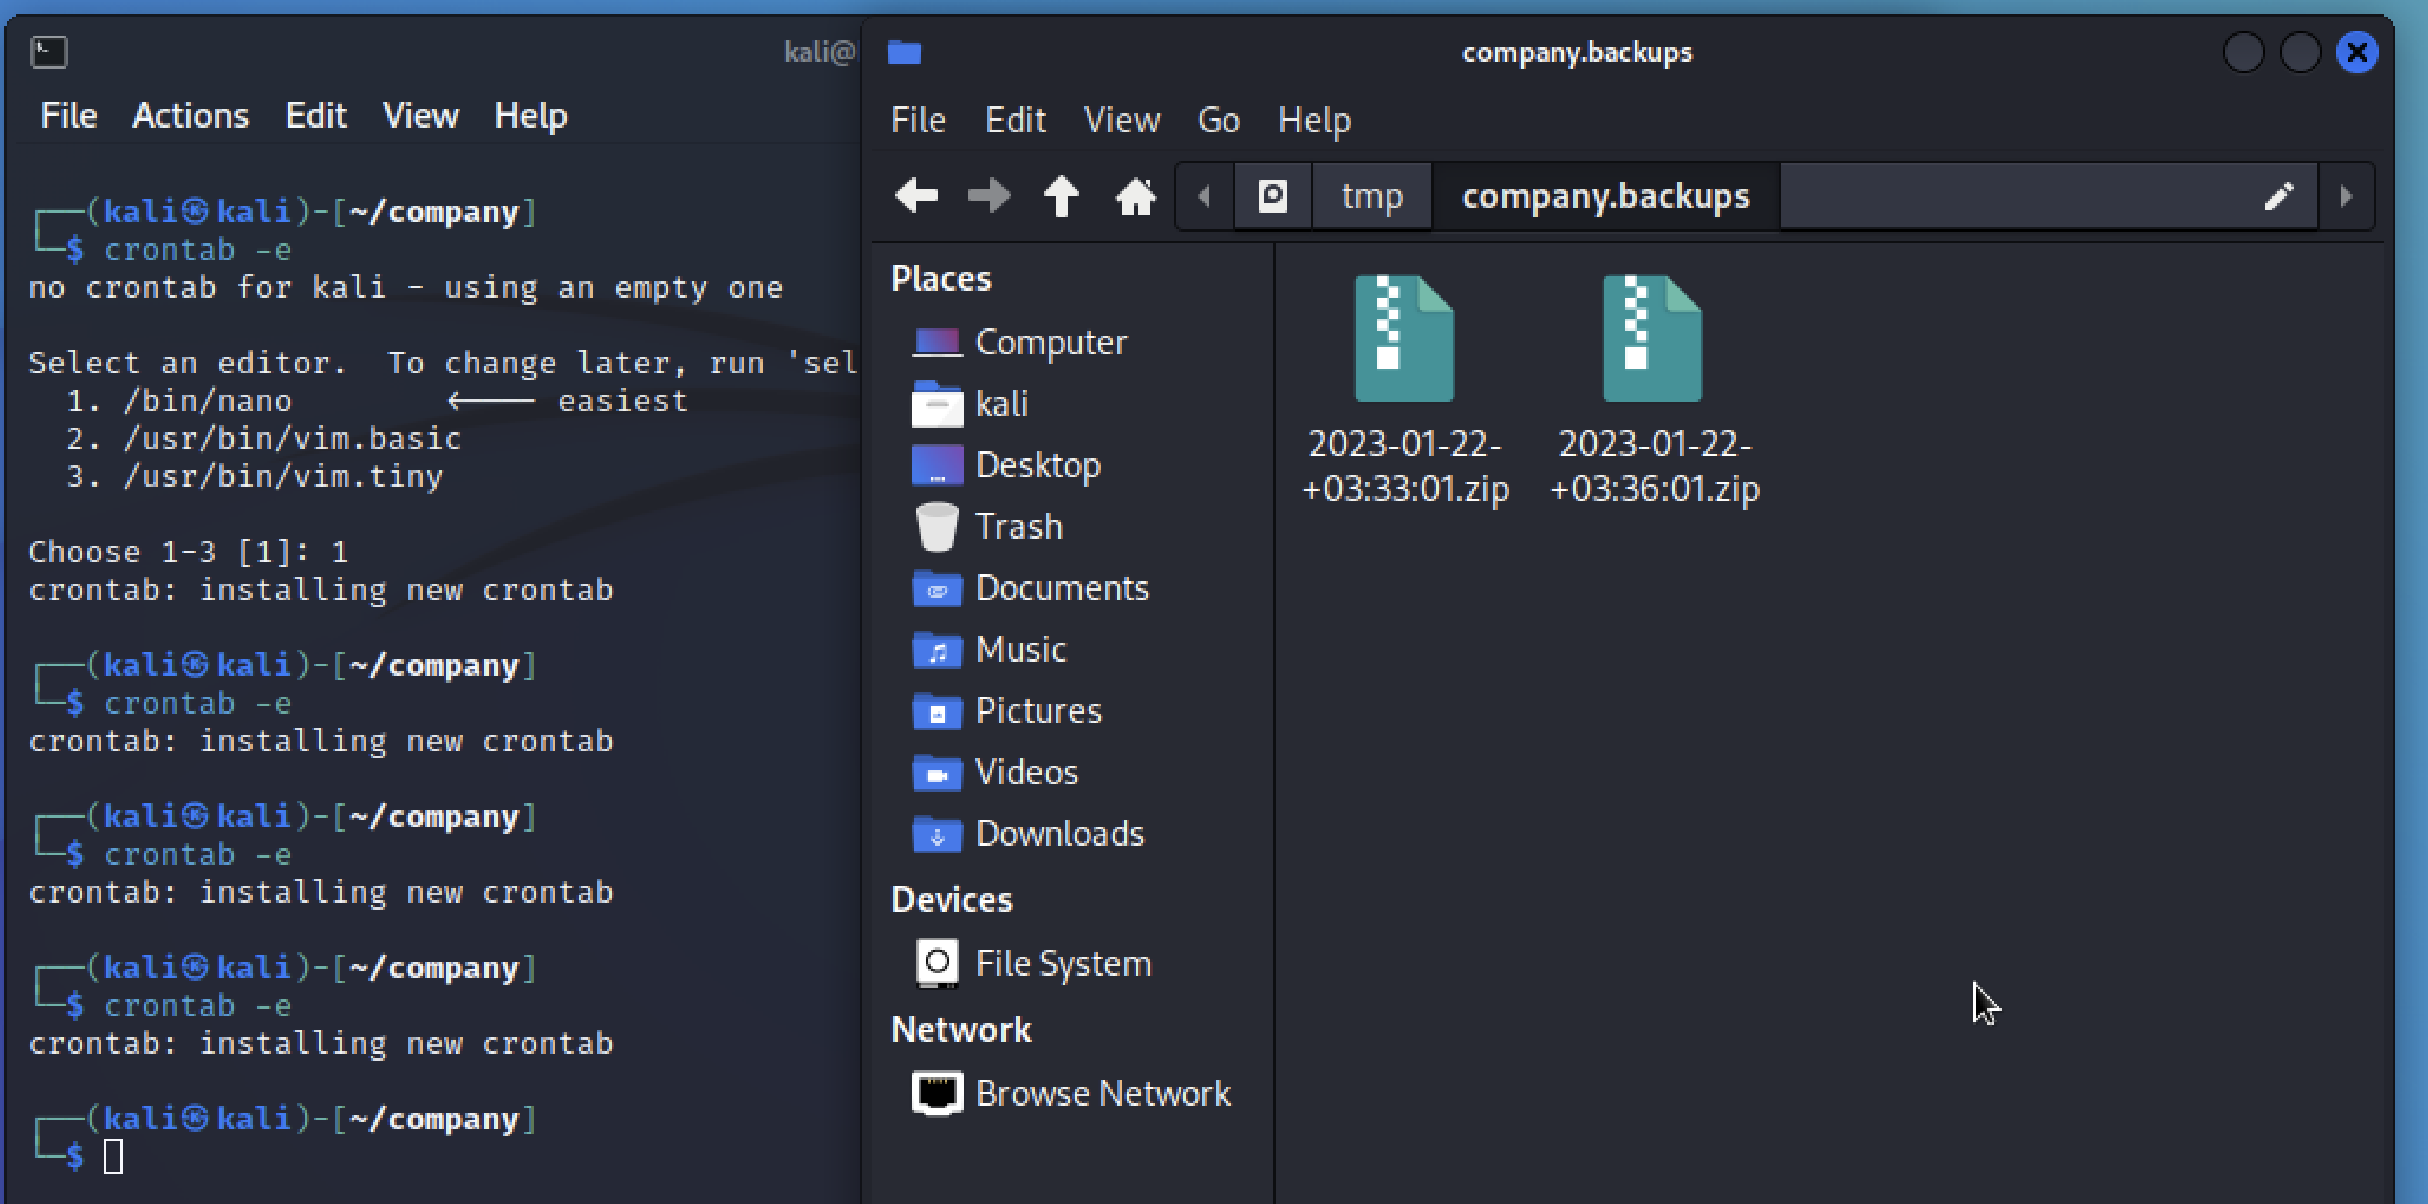 kali@
File Actions Edit View Help
(kali㉿kali)-[~/company]
$ crontab -e
no crontab for kali - using an empty one
Select an editor.  To change later, run 'sel
1. /bin/nano        <---- easiest
2. /usr/bin/vim.basic
3. /usr/bin/vim.tiny
Choose 1-3 [1]: 1
crontab: installing new crontab
(kali㉿kali)-[~/company]
$ crontab -e
crontab: installing new crontab
(kali㉿kali)-[~/company]
$ crontab -e
crontab: installing new crontab
(kali㉿kali)-[~/company]
$ crontab -e
crontab: installing new crontab
(kali㉿kali)-[~/company]
$
company.backups
File Edit View Go Help
tmp company.backups
Places
Computer
kali
Desktop
Trash
Documents
Music
Pictures
Videos
Downloads
Devices
File System
Network
Browse Network
2023-01-22-
+03:33:01.zip
2023-01-22-
+03:36:01.zip